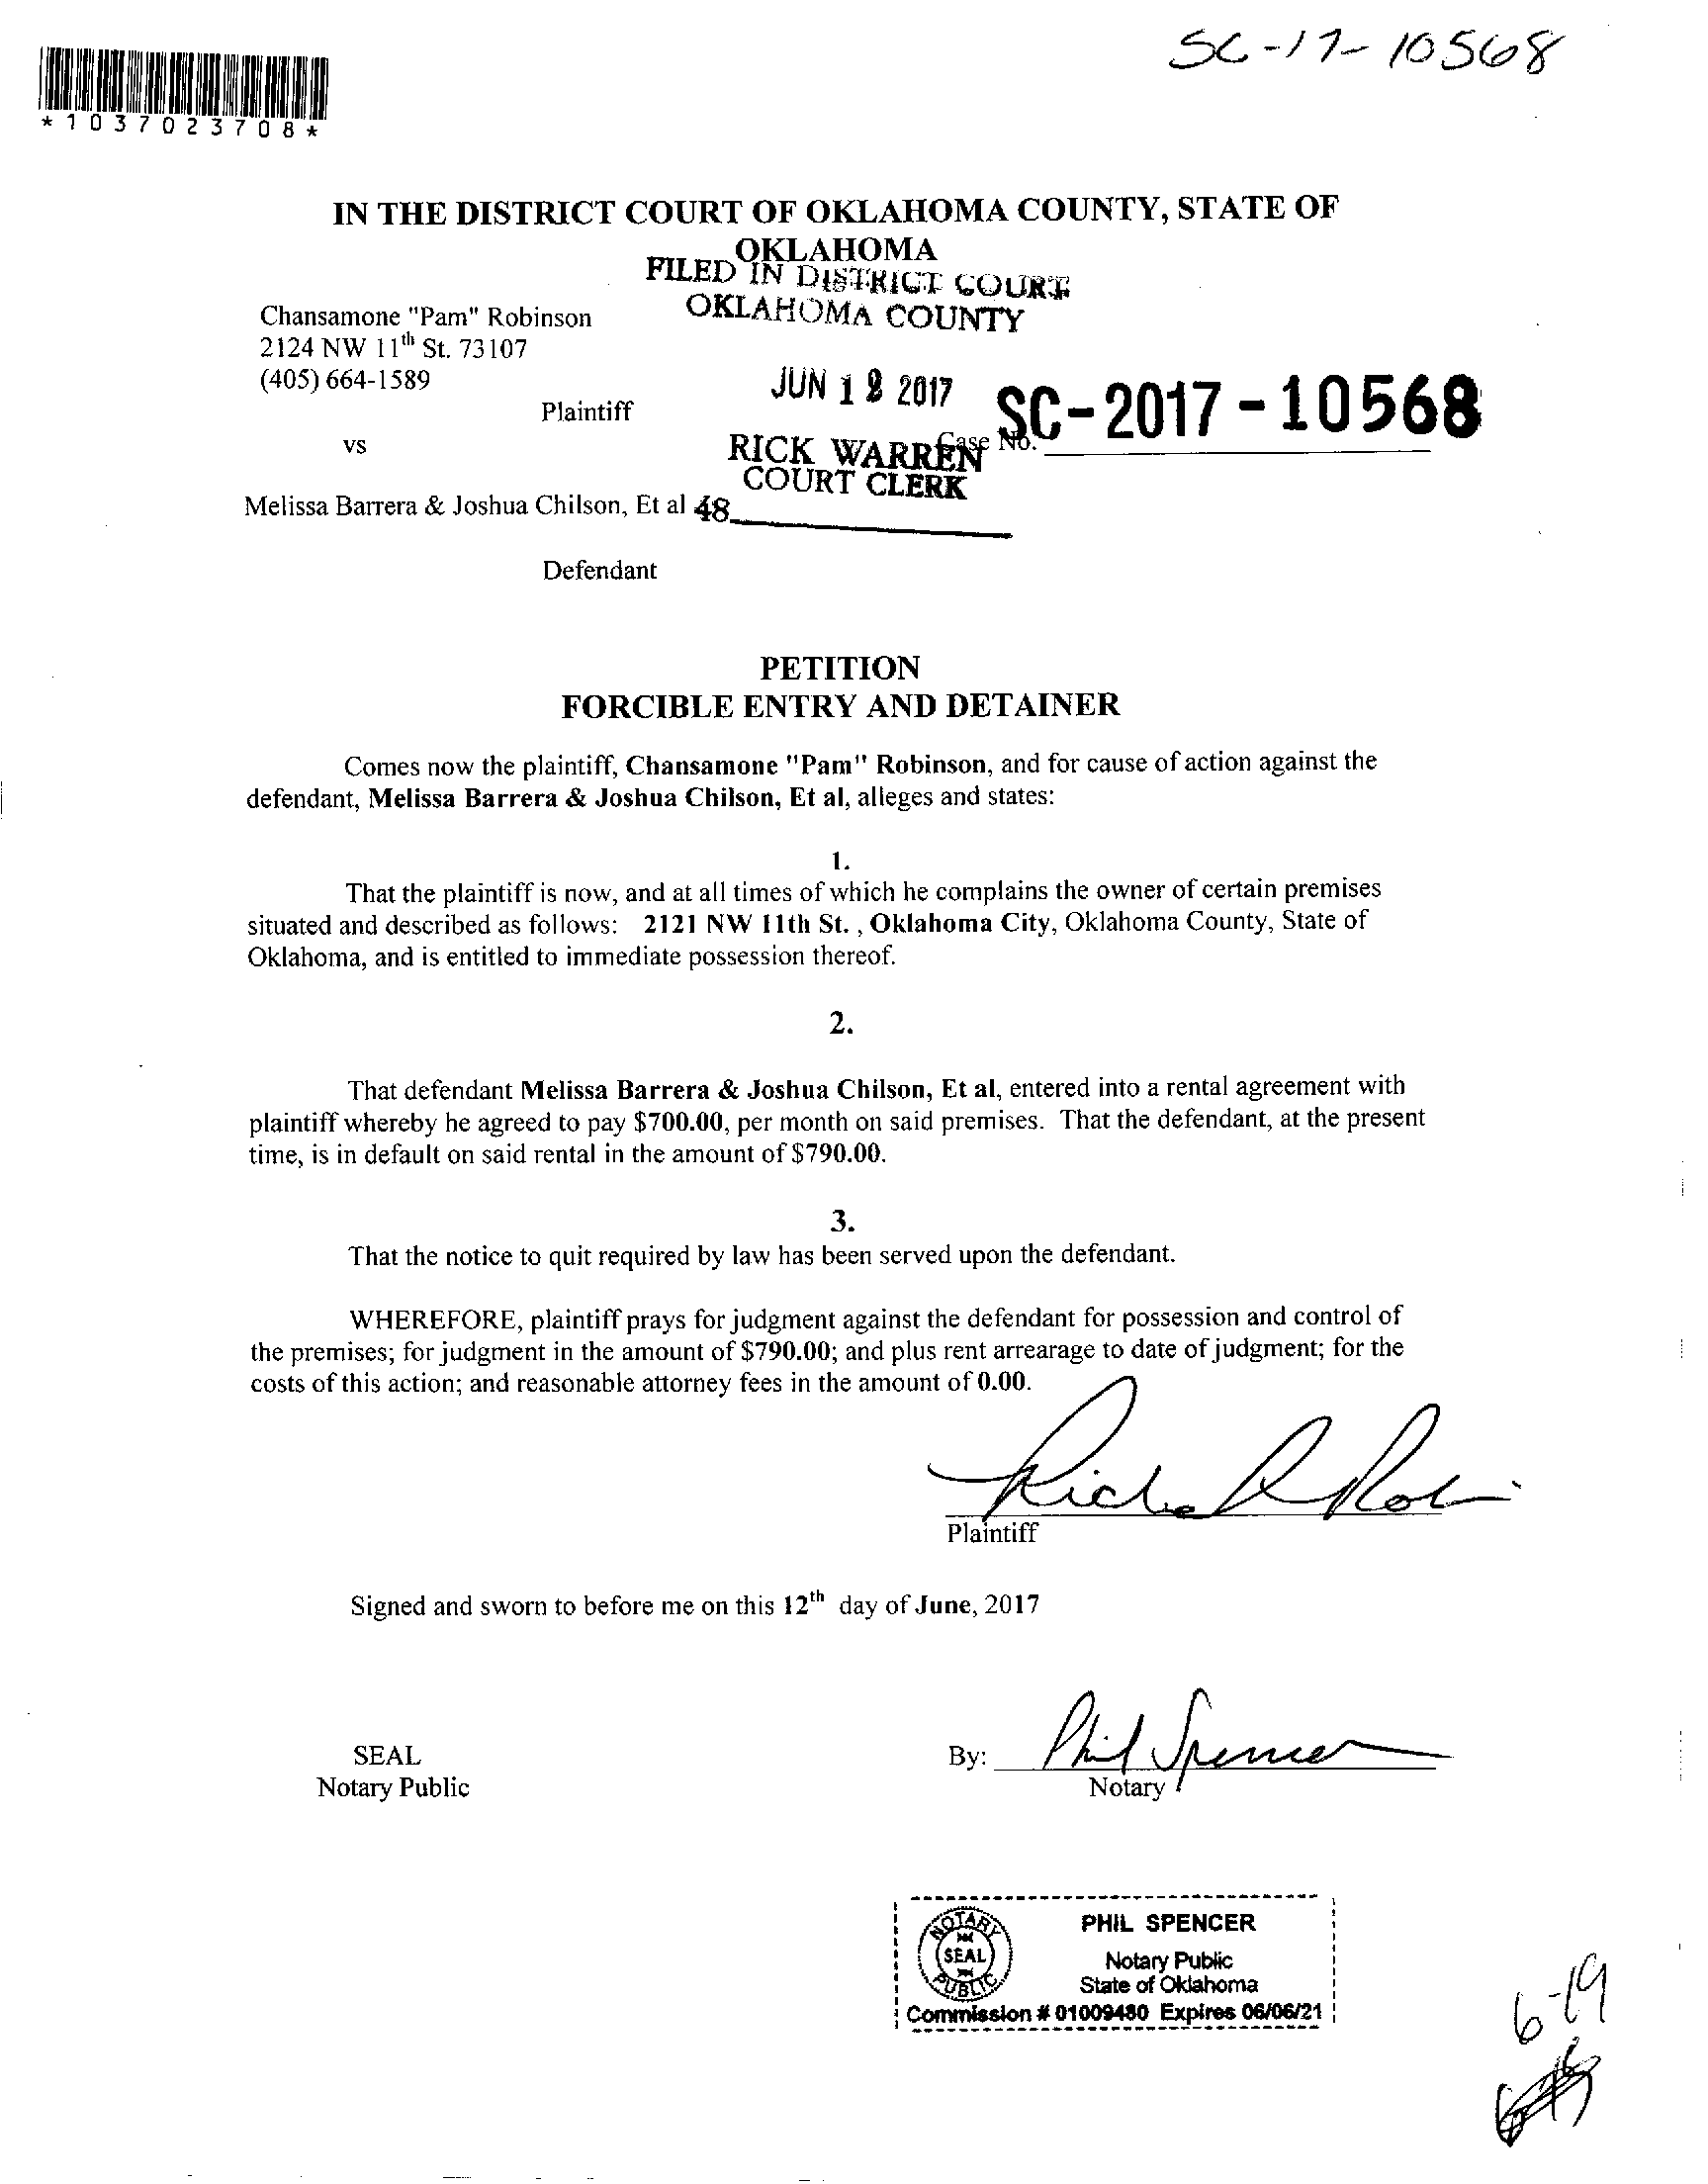 SC-17-10568
*1037023708*
IN THE DISTRICT COURT OF OKLAHOMA COUNTY, STATE OF
OKLAHOMA
FILED IN DISTRICT COURT
OKLAHOMA COUNTY
Chansamone "Pam" Robinson
2124 NW 11th St. 73107
(405) 664-1589
JUN 12 2017
SC-2017-10568
Plaintiff
Case No.
vs
RICK WARREN
COURT CLERK
Melissa Barrera & Joshua Chilson, Et al 48
Defendant
PETITION
FORCIBLE ENTRY AND DETAINER
Comes now the plaintiff, Chansamone "Pam" Robinson, and for cause of action against the
defendant, Melissa Barrera & Joshua Chilson, Et al, alleges and states:
1.
That the plaintiff is now, and at all times of which he complains the owner of certain premises
situated and described as follows: 2121 NW 11th St. , Oklahoma City, Oklahoma County, State of
Oklahoma, and is entitled to immediate possession thereof.
2.
That defendant Melissa Barrera & Joshua Chilson, Et al, entered into a rental agreement with
plaintiff whereby he agreed to pay $700.00, per month on said premises. That the defendant, at the present
time, is in default on said rental in the amount of $790.00.
3.
That the notice to quit required by law has been served upon the defendant.
WHEREFORE, plaintiff prays for judgment against the defendant for possession and control of
the premises; for judgment in the amount of $790.00; and plus rent arrearage to date of judgment; for the
costs of this action; and reasonable attorney fees in the amount of 0.00.
Plaintiff
Signed and sworn to before me on this 12th day of June, 2017
SEAL
Notary Public
By: Phil Spencer
Notary
NOTARY
SEAL
PUBLIC
PHIL SPENCER
Notary Public
State of Oklahoma
Commission # 01009480 Expires 06/06/21
6-19